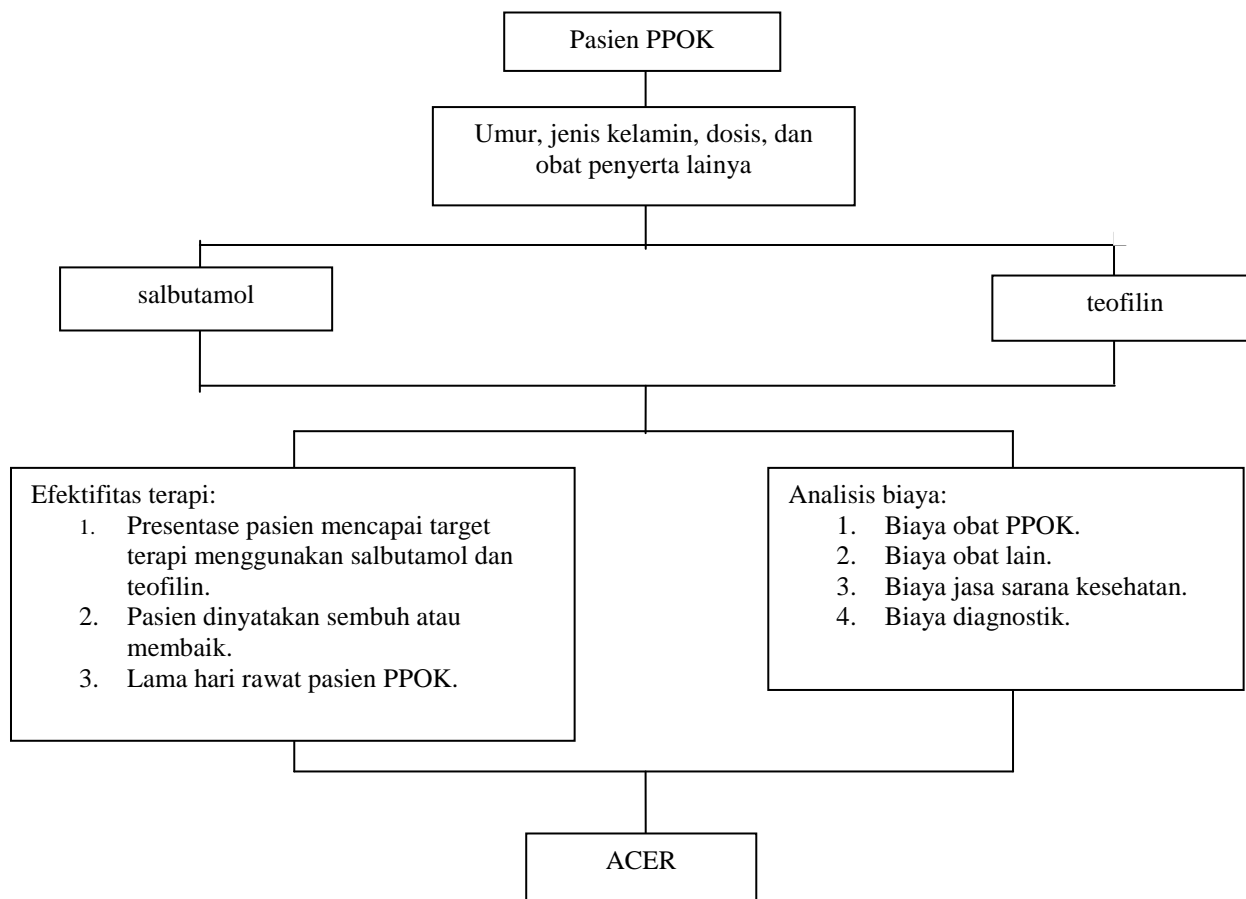 Pasien PPOK
Umur, jenis kelamin, dosis, dan
obat penyerta lainya
salbutamol
teofilin
Efektifitas terapi:
1. Presentase pasien mencapai target
terapi menggunakan salbutamol dan
teofilin.
2. Pasien dinyatakan sembuh atau
membaik.
3. Lama hari rawat pasien PPOK.
Analisis biaya:
1. Biaya obat PPOK.
2. Biaya obat lain.
3. Biaya jasa sarana kesehatan.
4. Biaya diagnostik.
ACER